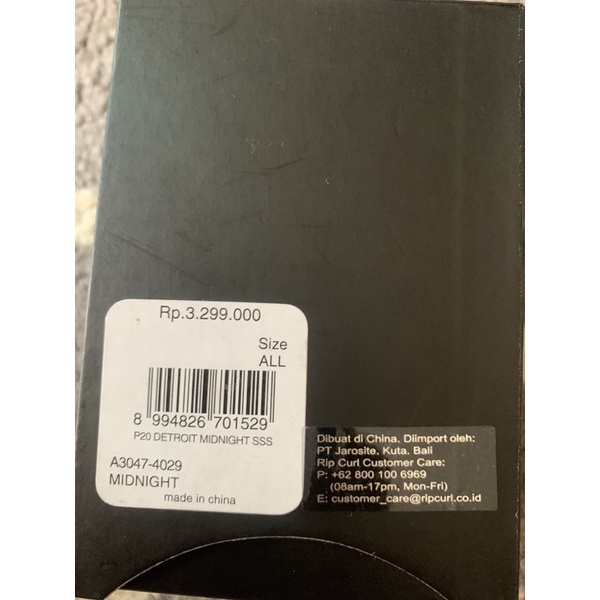 Rp.3.299.000
Size
ALL
8 994826 701529
P20 DETROIT MIDNIGHT SSS
A3047-4029
MIDNIGHT
made in china
Dibuat di China. Diimport oleh:
PT Jarosite, Kuta, Bali
Rip Curl Customer Care:
P: +62 800 100 6969
(08am-17pm, Mon-Fri)
E: customer_care@ripcurl.co.id